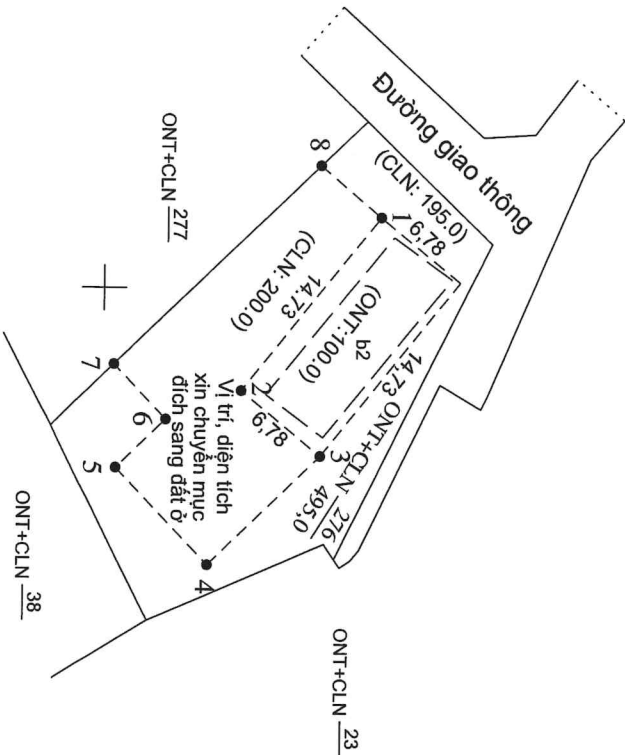 Đường giao thông
(CLN: 195.0)
8
1
6,78
ONT+CLN 277
(CLN:200.0)
14.73
b2
(ONT:100.0)
14,73
ONT+CLN 276
495,0
2
6,78
3
7
6
Vị trí, diện tích
xin chuyển mục
đích sang đất ở
5
4
ONT+CLN 38
ONT+CLN 23